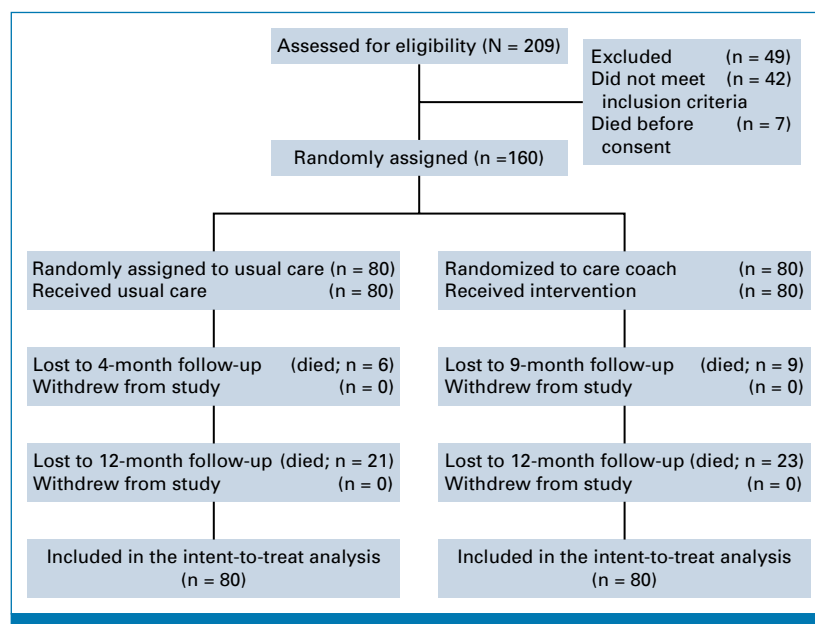 Assessed for eligibility (N = 209)
Excluded (n = 49)
Did not meet (n = 42)
inclusion criteria
Died before (n = 7)
consent
Randomly assigned (n =160)
Randomly assigned to usual care (n = 80)
Received usual care (n = 80)
Randomized to care coach (n = 80)
Received intervention (n = 80)
Lost to 4-month follow-up (died; n = 6)
Withdrew from study (n = 0)
Lost to 9-month follow-up (died; n = 9)
Withdrew from study (n = 0)
Lost to 12-month follow-up (died; n = 21)
Withdrew from study (n = 0)
Lost to 12-month follow-up (died; n = 23)
Withdrew from study (n = 0)
Included in the intent-to-treat analysis
(n = 80)
Included in the intent-to-treat analysis
(n = 80)